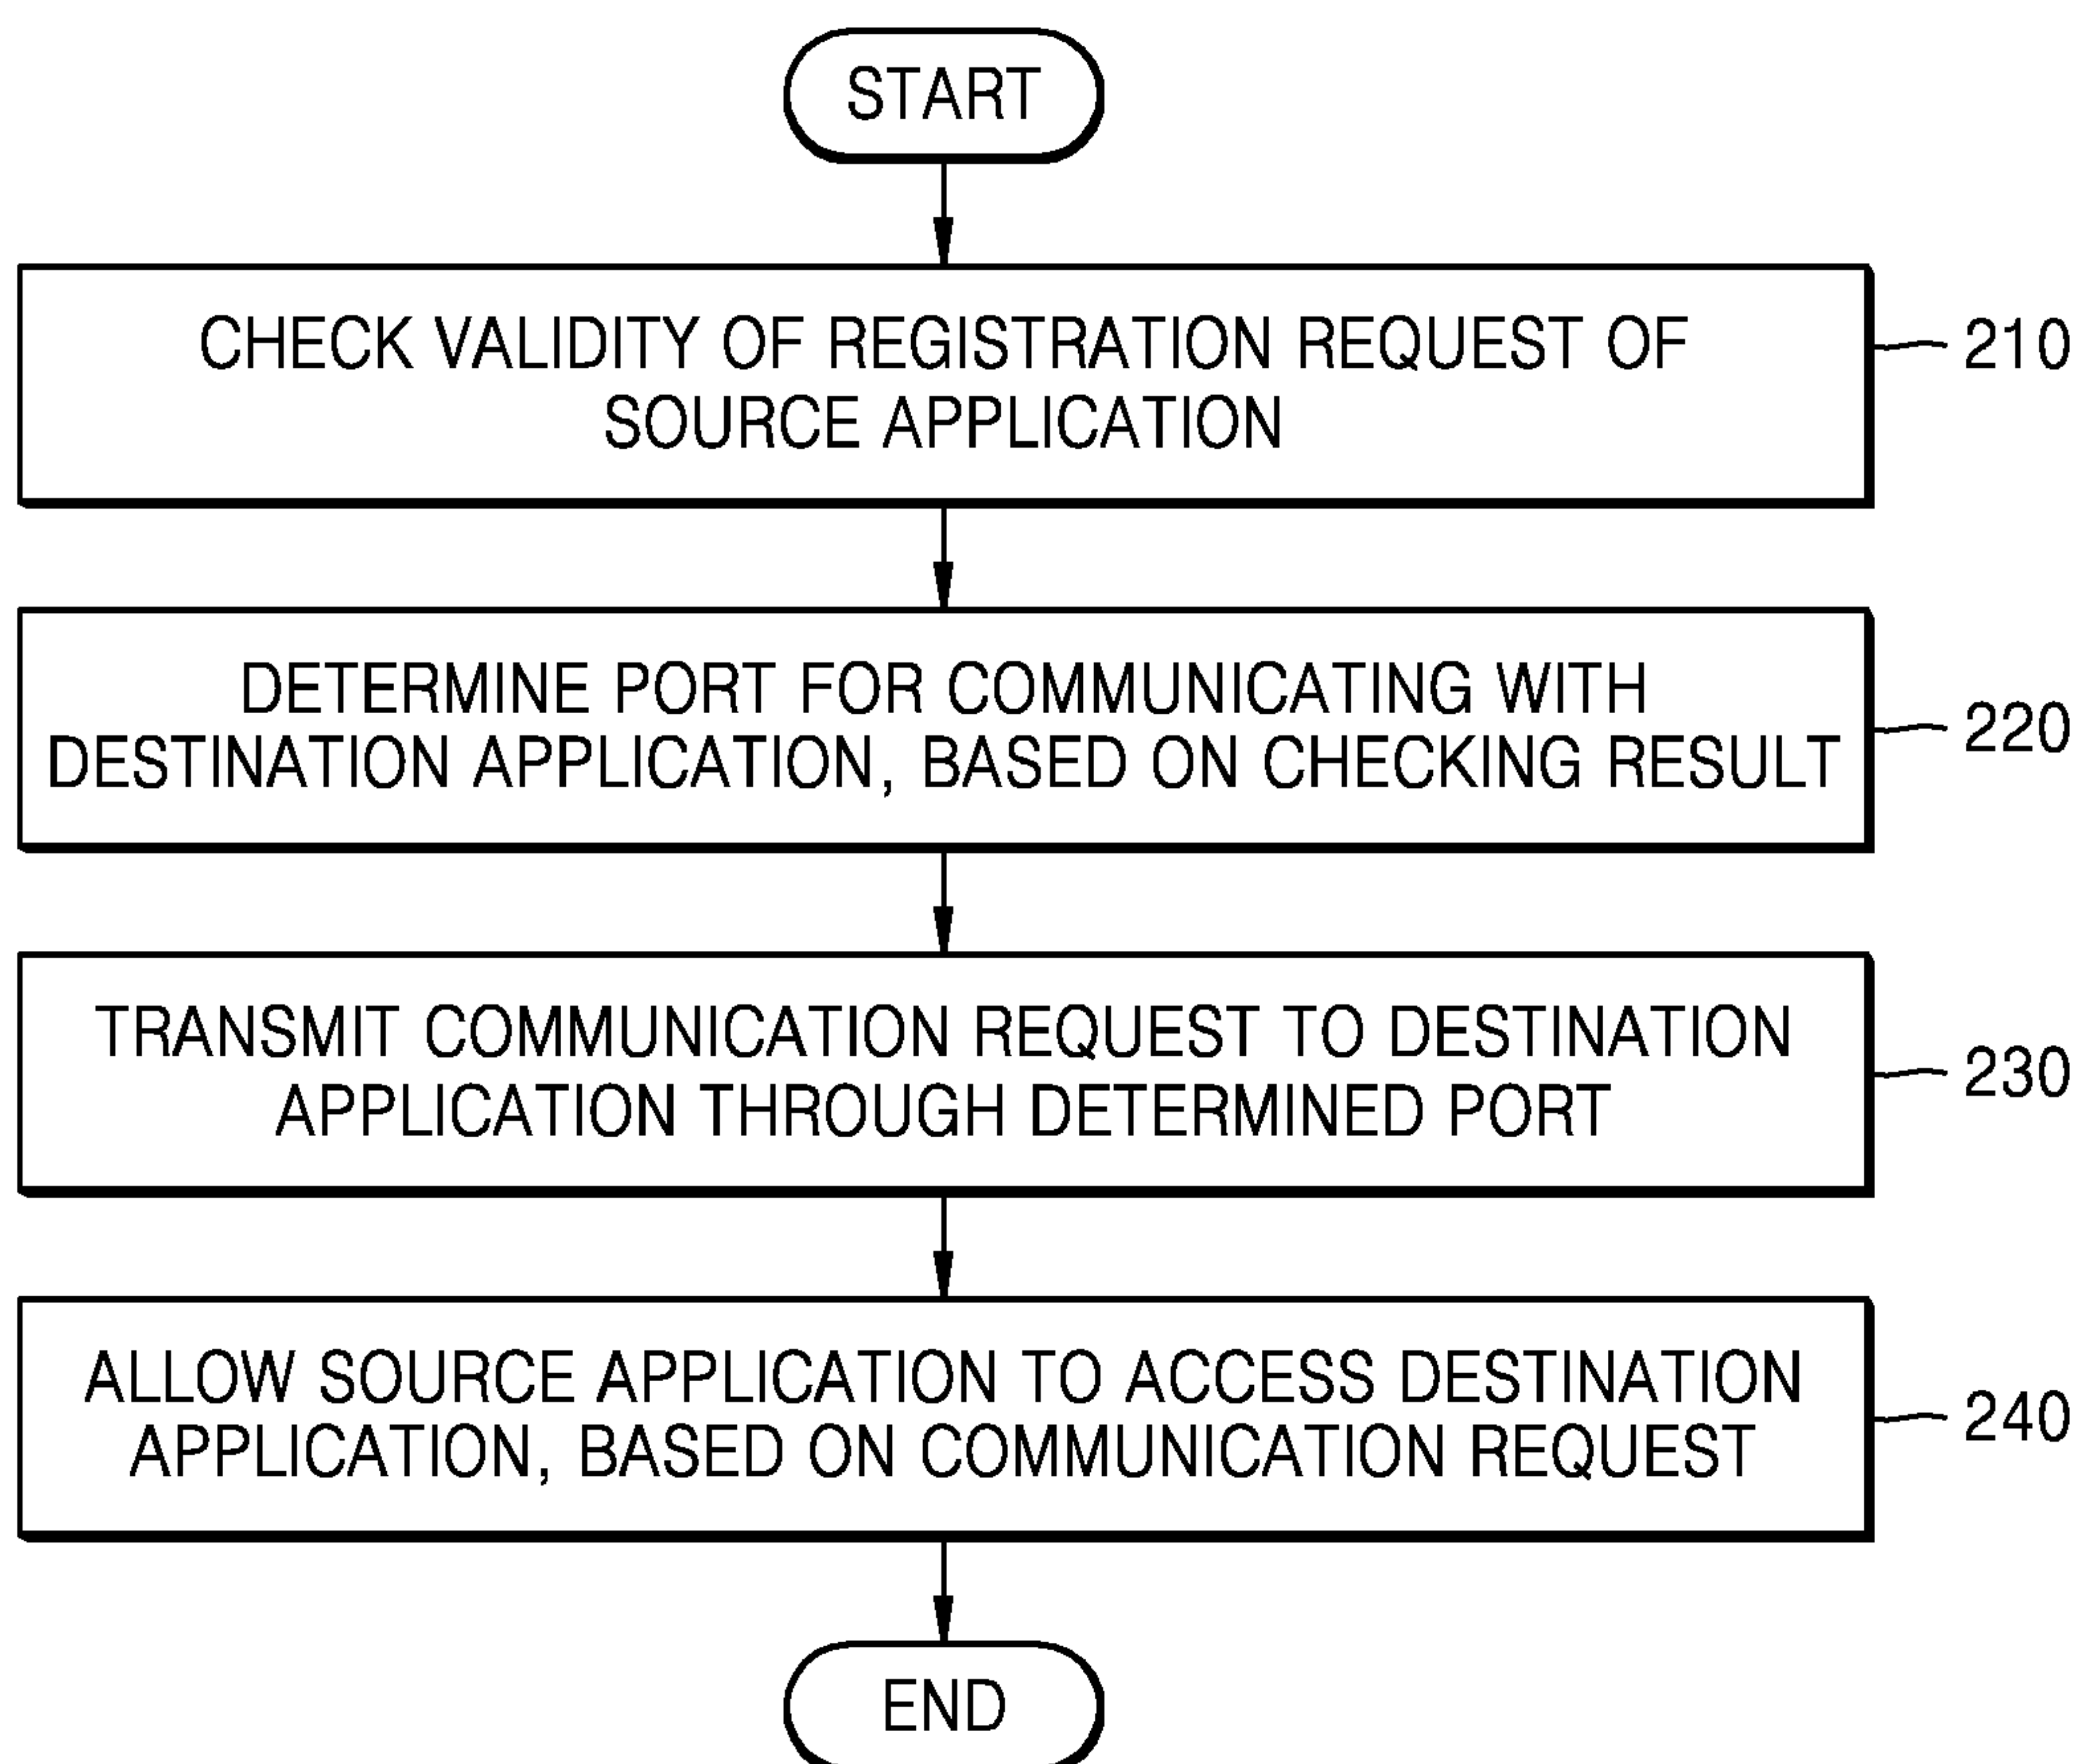 START
CHECK VALIDITY OF REGISTRATION REQUEST OF
SOURCE APPLICATION
210
DETERMINE PORT FOR COMMUNICATING WITH
DESTINATION APPLICATION, BASED ON CHECKING RESULT
220
TRANSMIT COMMUNICATION REQUEST TO DESTINATION
APPLICATION THROUGH DETERMINED PORT
230
ALLOW SOURCE APPLICATION TO ACCESS DESTINATION
APPLICATION, BASED ON COMMUNICATION REQUEST
240
END